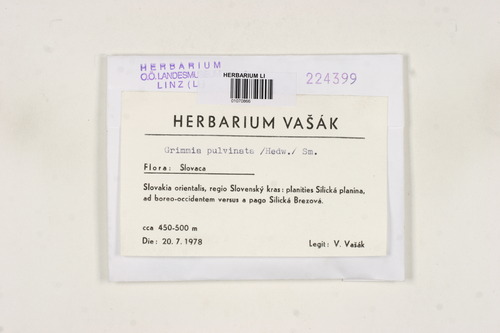 HERBARIUM
O.Ö. LANDESMU
LINZ (L
HERBARIUM LI
224399
HERBARIUM VAŠÁK
Grimmia pulvinata /Hedw./ Sm.
Flora: Slovaca
Slovakia orientalis, regio Slovenský kras: planities Silická planina,
ad boreo-occidentem versus a pago Silická Brezová.
cca 450-500 m
Die: 20. 7. 1978
Legit: V. Vašák